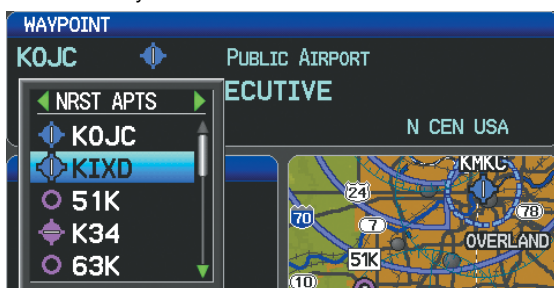 WAYPOINT
KOJC PUBLIC AIRPORT
ECUTIVE
N CEN USA
NRST APTS
KOJC
KIXD
51K
K34
63K
KMKC
24
70
78
7
OVERLAND
51K
10